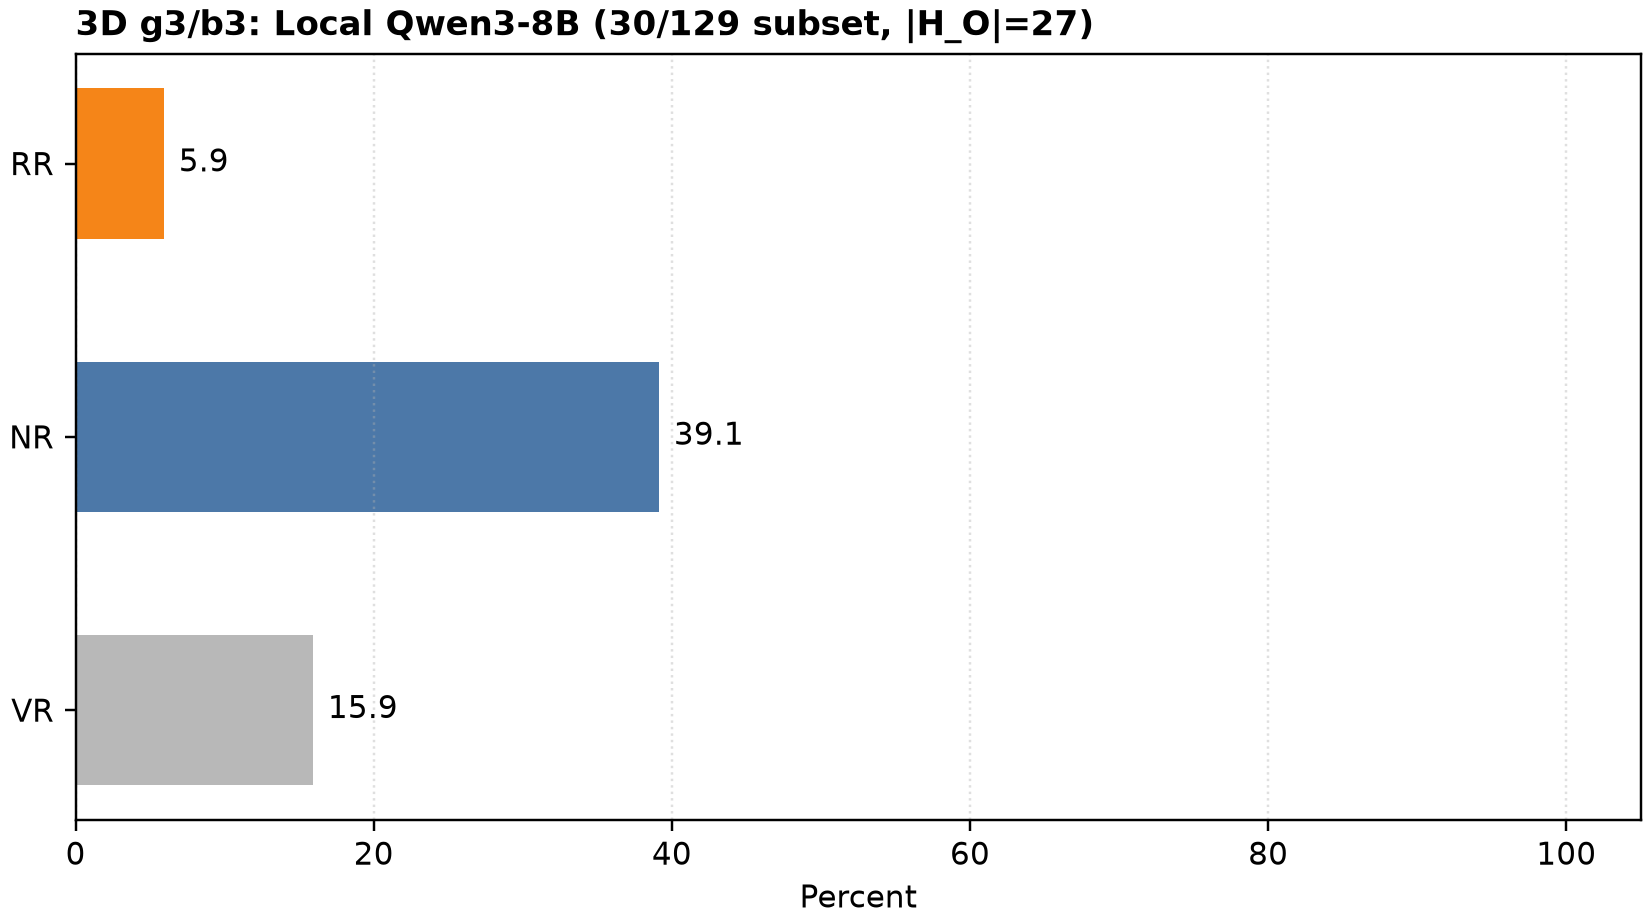 3D g3/b3: Local Qwen3-8B (30/129 subset, |H_O|=27)
RR
5.9
NR
39.1
VR
15.9
0 20 40 60 80 100
Percent